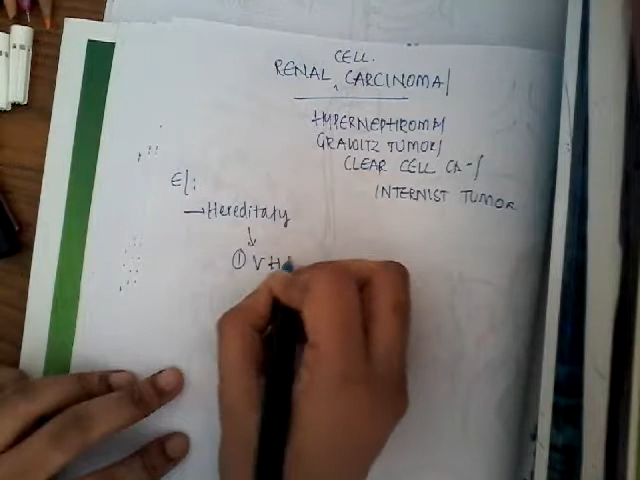 CELL.
RENAL CARCINOMA/
HYPERNEPHROMA/
GRAWITZ TUMOR/
CLEAR CELL CA-/
INTERNIST TUMOR
E/:
→ Hereditary
↓
① VH